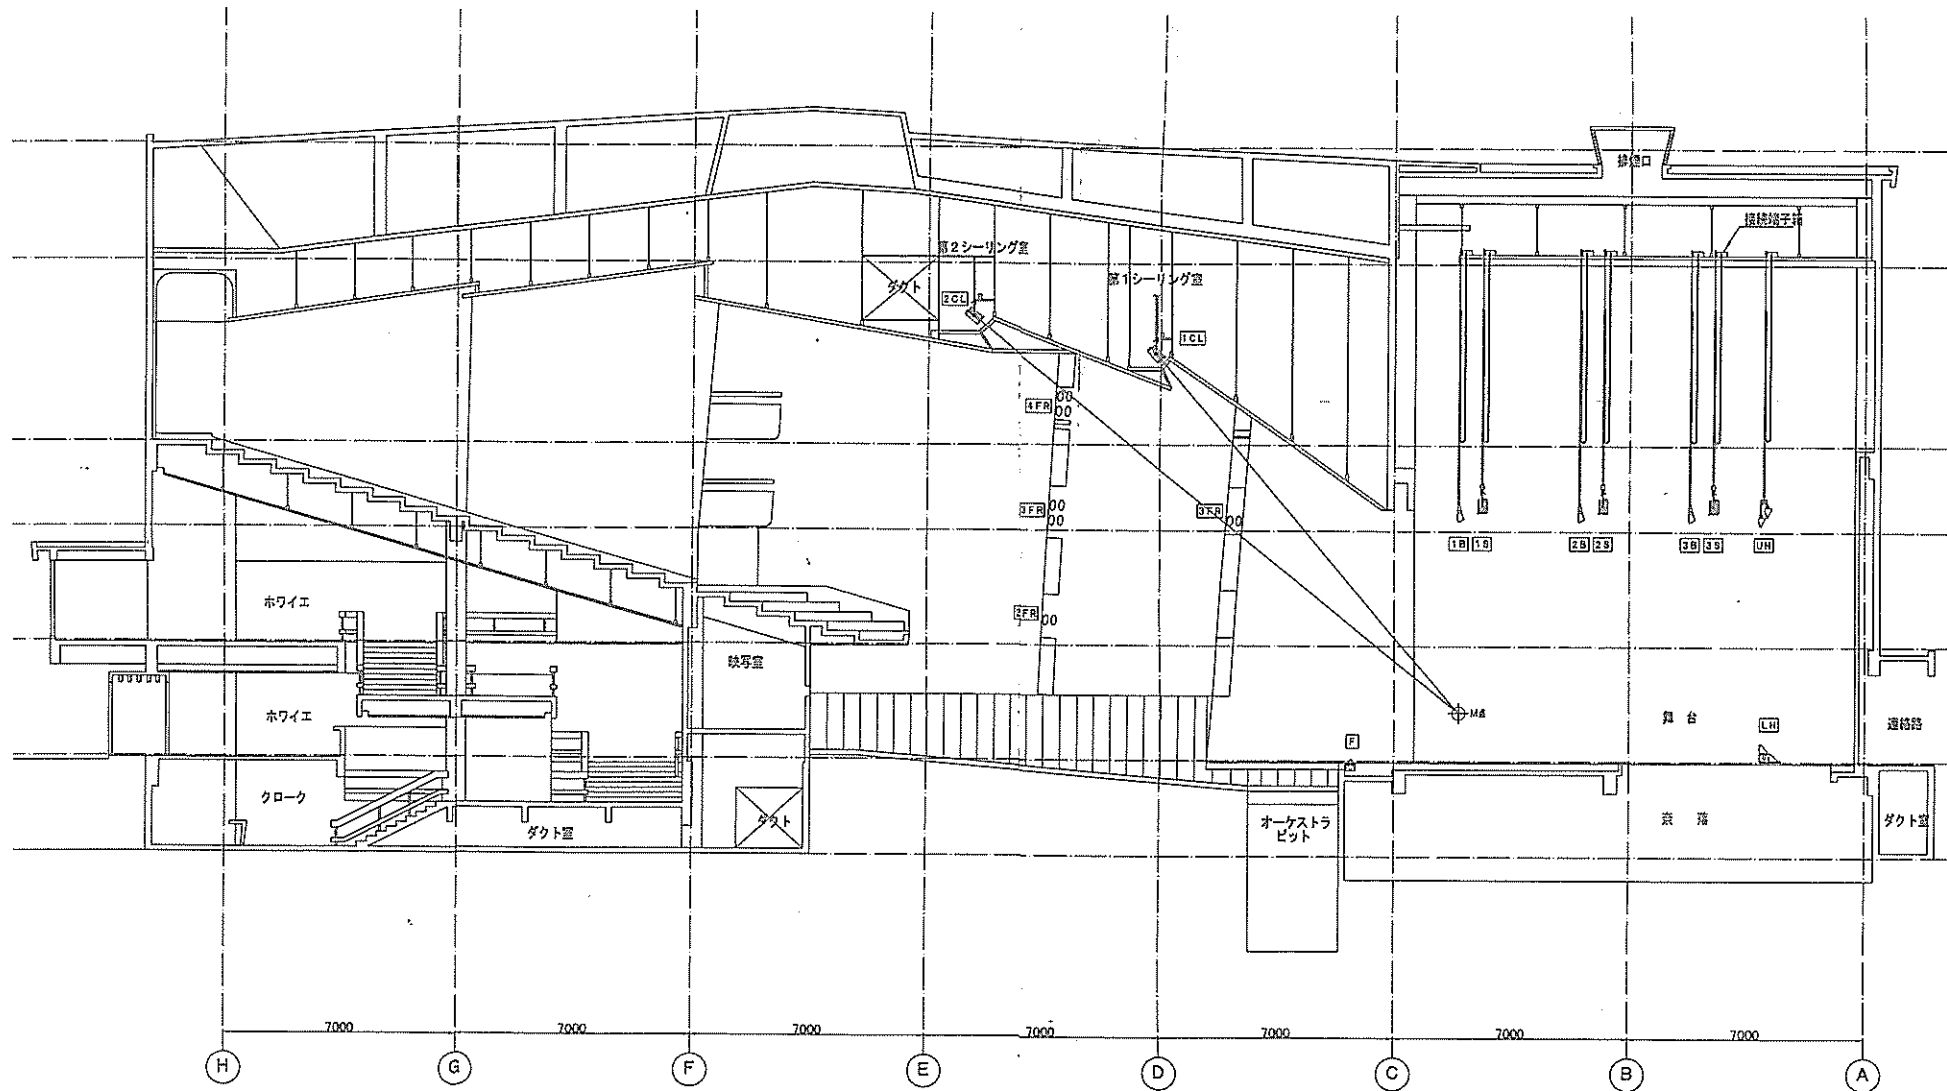 排煙口
接続端子箱
第2シーリング室
ダクト
第1シーリング室
2CL
1CL
4FR
3FR
3FR
1B
1S
2B
2S
3B
3S
UH
ホワイエ
2FR
映写室
ホワイエ
M点
舞 台
LH
連絡路
F
クローク
ダクト室
ダクト
オーケストラ
ピット
奈 落
ダクト室
7000
7000
7000
7000
7000
7000
7000
H
G
F
E
D
C
B
A